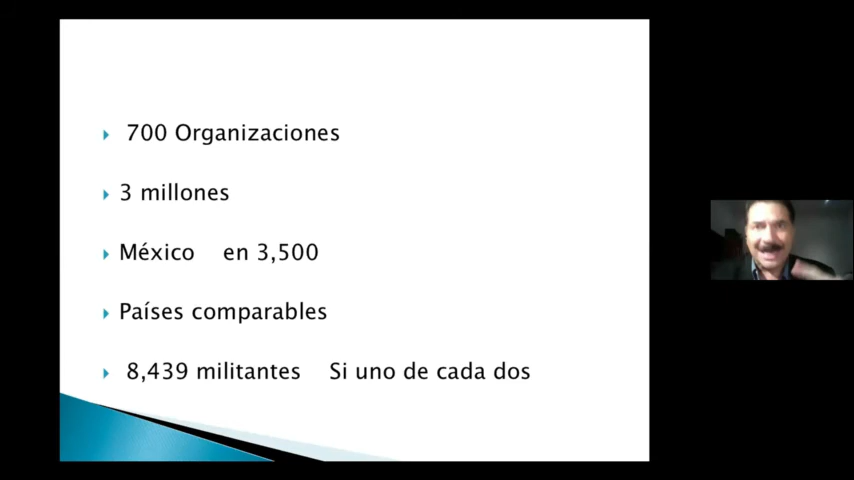 700 Organizaciones
3 millones
México en 3,500
Países comparables
8,439 militantes Si uno de cada dos